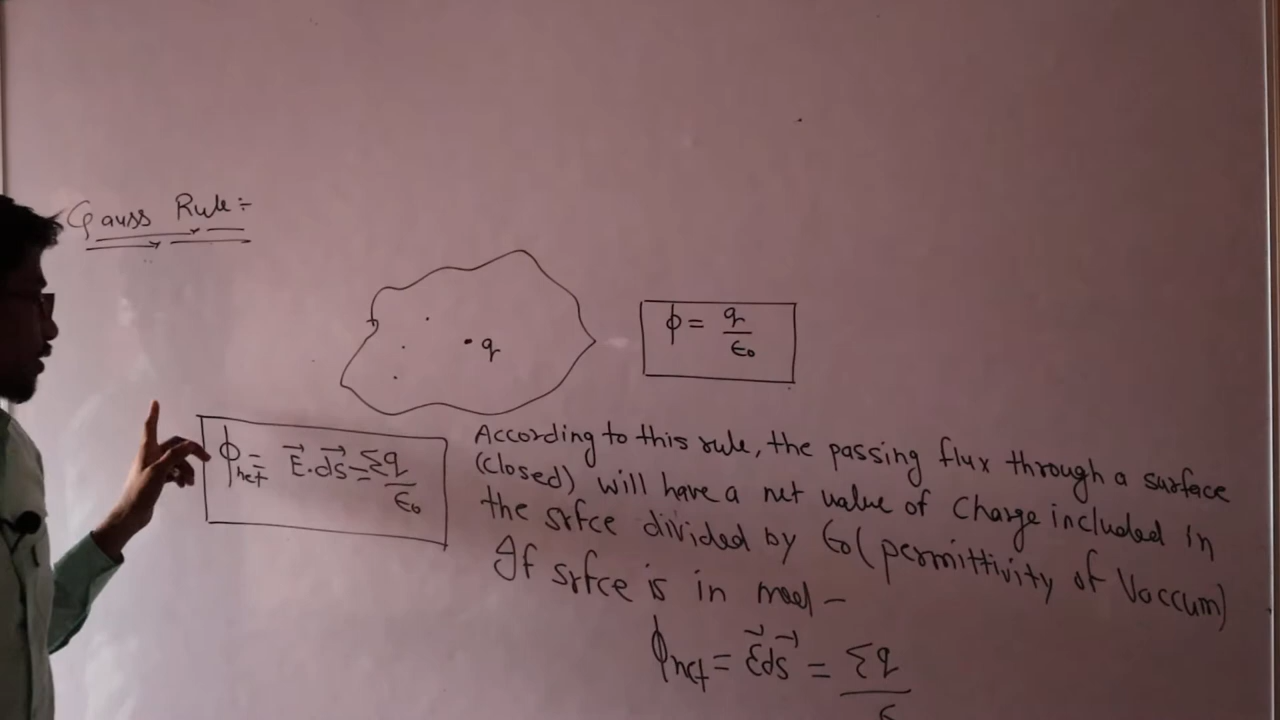 Gauss Rule :-
q
ϕ = q/ϵ₀
ϕnet = E⃗.ds⃗ = Σq/ϵ₀
According to this rule, the passing flux through a surface
(closed) will have a net value of Charge included in
the srfce divided by ϵ₀ (permittivity of Vaccum)
If srfce is in med –
ϕnet = E⃗ds⃗ = Σq/ϵ